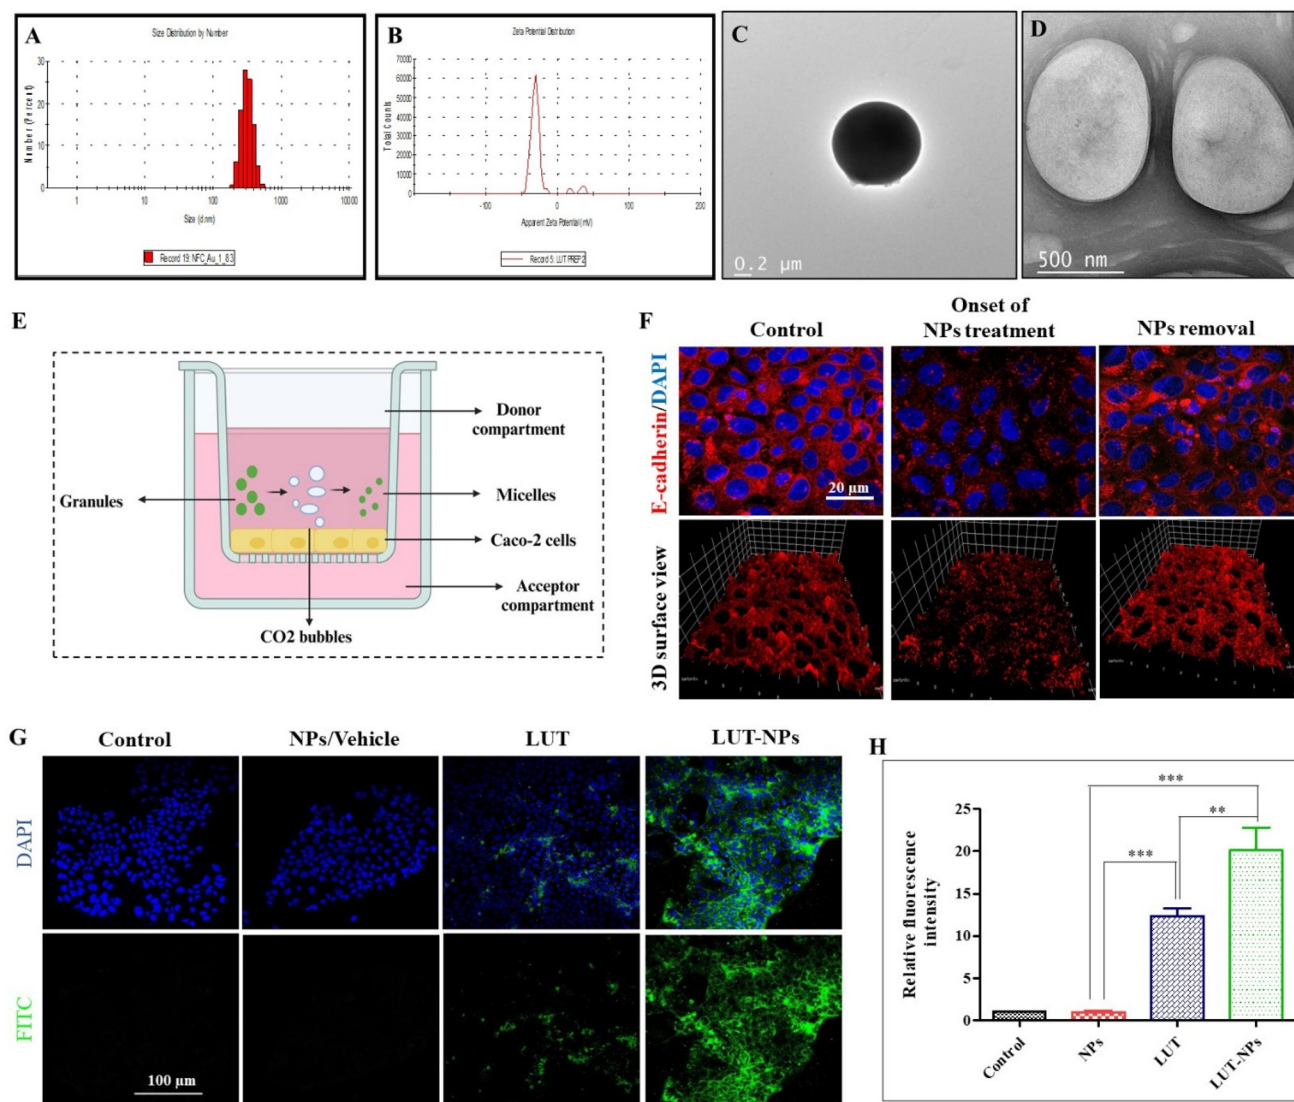 A
Size Distribution by Number
Number (Percent)
30
20
10
0
1
10
100
1000
10000
Size (d.nm)
Record 19: NFC_Au_1_83
B
Zeta Potential Distribution
Total Counts
70000
60000
50000
40000
30000
20000
10000
0
-100
0
100
200
Apparent Zeta Potential (mV)
Record 5: LUT PREP2
C
0.2 µm
D
500 nm
E
Donor
compartment
Granules
Micelles
Caco-2 cells
Acceptor
compartment
CO2 bubbles
F
Control
Onset of
NPs treatment
NPs removal
E-cadherin/DAPI
20 µm
3D surface view
G
Control
NPs/Vehicle
LUT
LUT-NPs
DAPI
FITC
100 µm
H
Relative fluorescence
intensity
25
20
15
10
5
0
***
**
***
Control
NPs
LUT
LUT-NPs